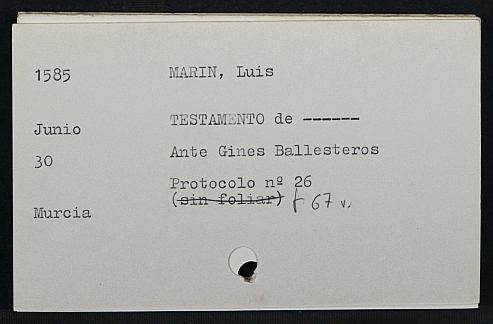 1585 MARIN, Luis
Junio TESTAMENTO de ------
30 Ante Gines Ballesteros
Protocolo nº 26
(sin foliar) f 67 v.
Murcia